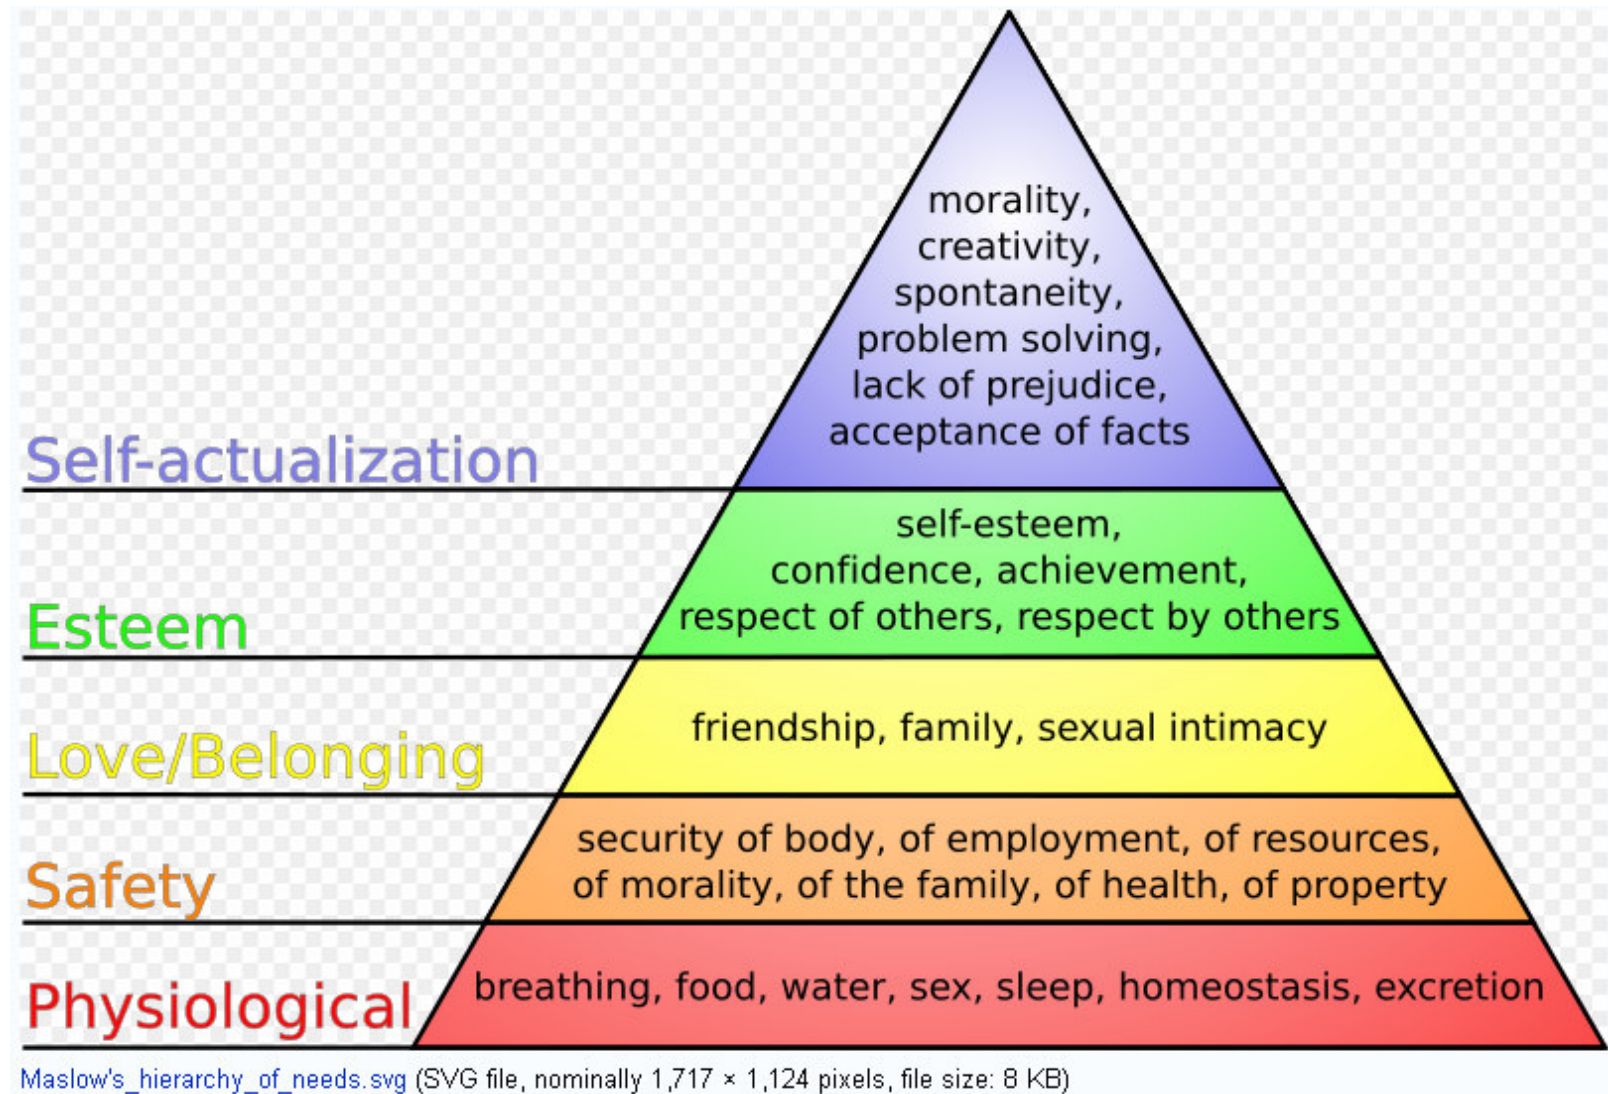 morality,
creativity,
spontaneity,
problem solving,
lack of prejudice,
acceptance of facts
Self-actualization
self-esteem,
confidence, achievement,
respect of others, respect by others
Esteem
friendship, family, sexual intimacy
Love/Belonging
security of body, of employment, of resources,
of morality, of the family, of health, of property
Safety
breathing, food, water, sex, sleep, homeostasis, excretion
Physiological
Maslow's_hierarchy_of_needs.svg (SVG file, nominally 1,717 × 1,124 pixels, file size: 8 KB)